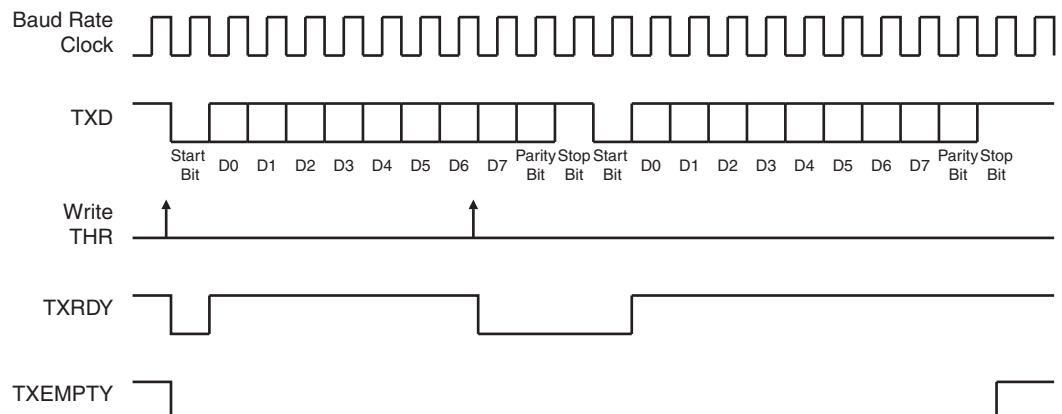 Baud Rate
Clock
TXD
Start
Bit
D0
D1
D2
D3
D4
D5
D6
D7
Parity
Bit
Stop
Bit
Start
Bit
D0
D1
D2
D3
D4
D5
D6
D7
Parity
Bit
Stop
Bit
Write
THR
TXRDY
TXEMPTY